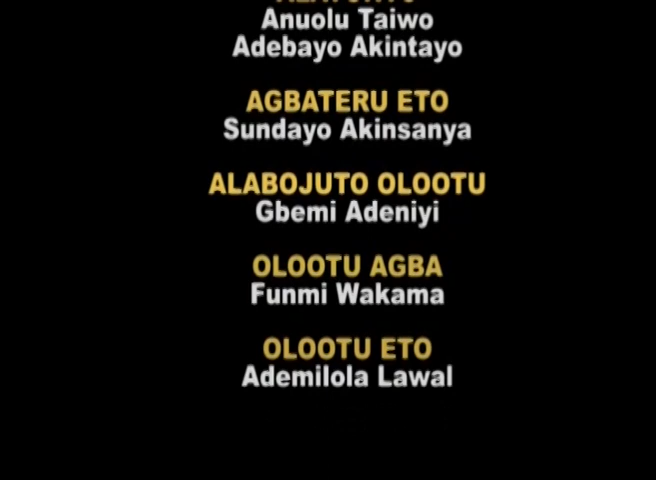 Anuolu Taiwo
Adebayo Akintayo
AGBATERU ETO
Sundayo Akinsanya
ALABOJUTO OLOOTU
Gbemi Adeniyi
OLOOTU AGBA
Funmi Wakama
OLOOTU ETO
Ademilola Lawal